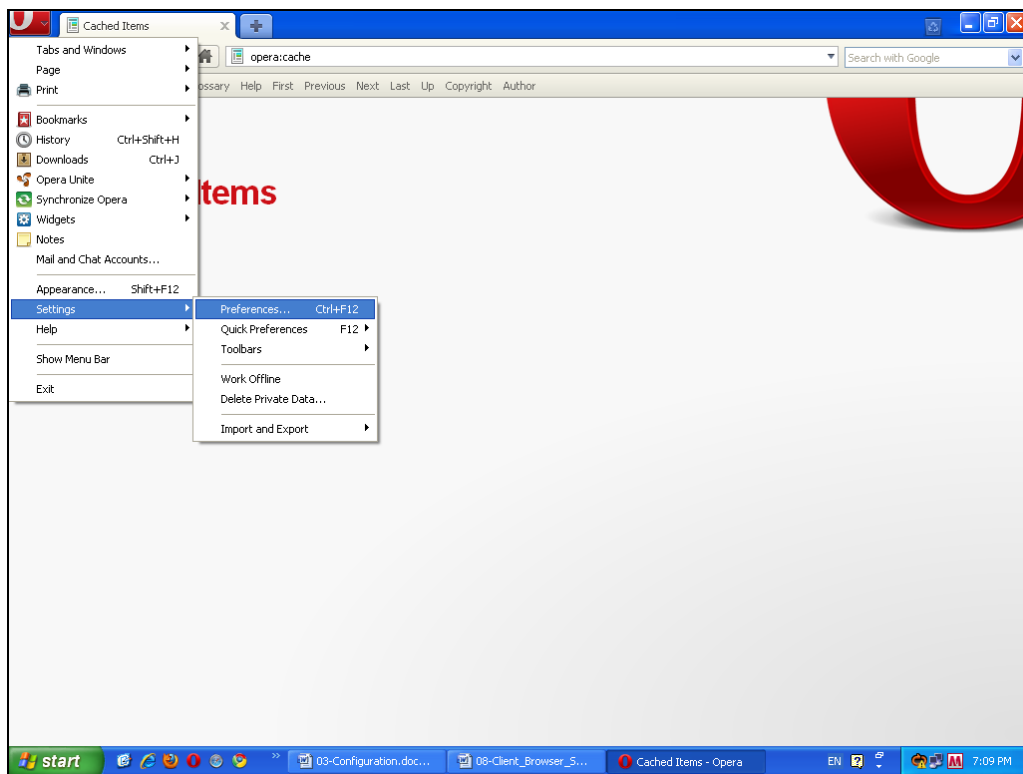 Cached Items
Tabs and Windows
opera:cache
Search with Google
Page
Print
ossary Help First Previous Next Last Up Copyright Author
Bookmarks
History Ctrl+Shift+H
Downloads Ctrl+J
Opera Unite
Items
Synchronize Opera
Widgets
Notes
Mail and Chat Accounts...
Appearance... Shift+F12
Settings
Preferences... Ctrl+F12
Help
Quick Preferences F12
Toolbars
Show Menu Bar
Work Offline
Exit
Delete Private Data...
Import and Export
start
03-Configuration.doc...
08-Client_Browser_S...
Cached Items - Opera
EN
7:09 PM